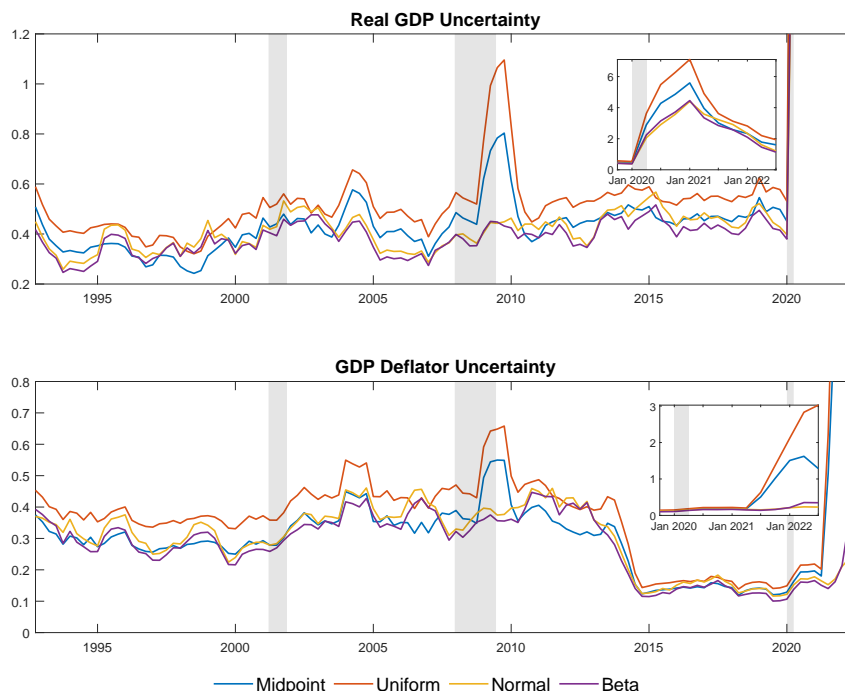 Real GDP Uncertainty
1.2
1
0.8
0.6
0.4
0.2
1995
2000
2005
2010
2015
2020
6
4
2
0
Jan 2020
Jan 2021
Jan 2022
GDP Deflator Uncertainty
0.8
0.7
0.6
0.5
0.4
0.3
0.2
0.1
0
1995
2000
2005
2010
2015
2020
3
2
1
0
Jan 2020
Jan 2021
Jan 2022
Midpoint
Uniform
Normal
Beta